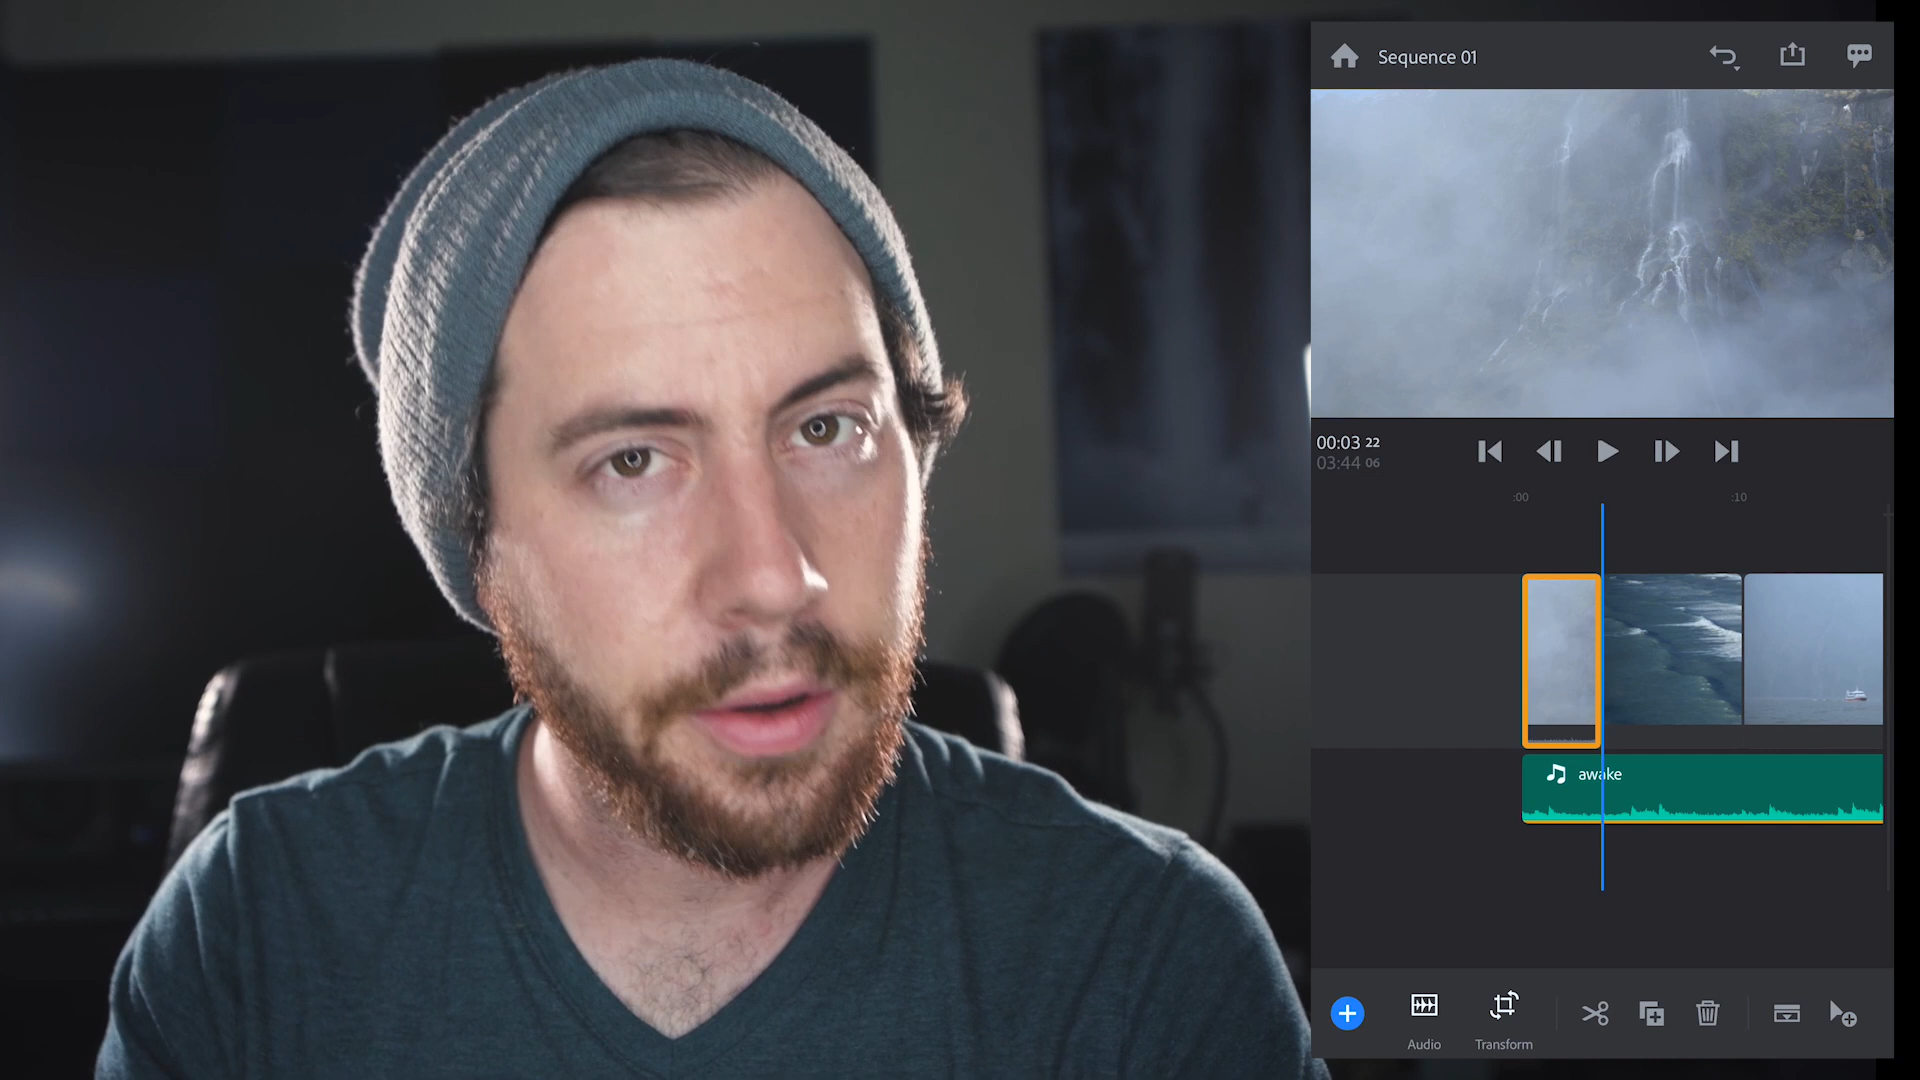 Sequence 01
00:03 22
03:44 06
:00 :10
awake
Audio Transform